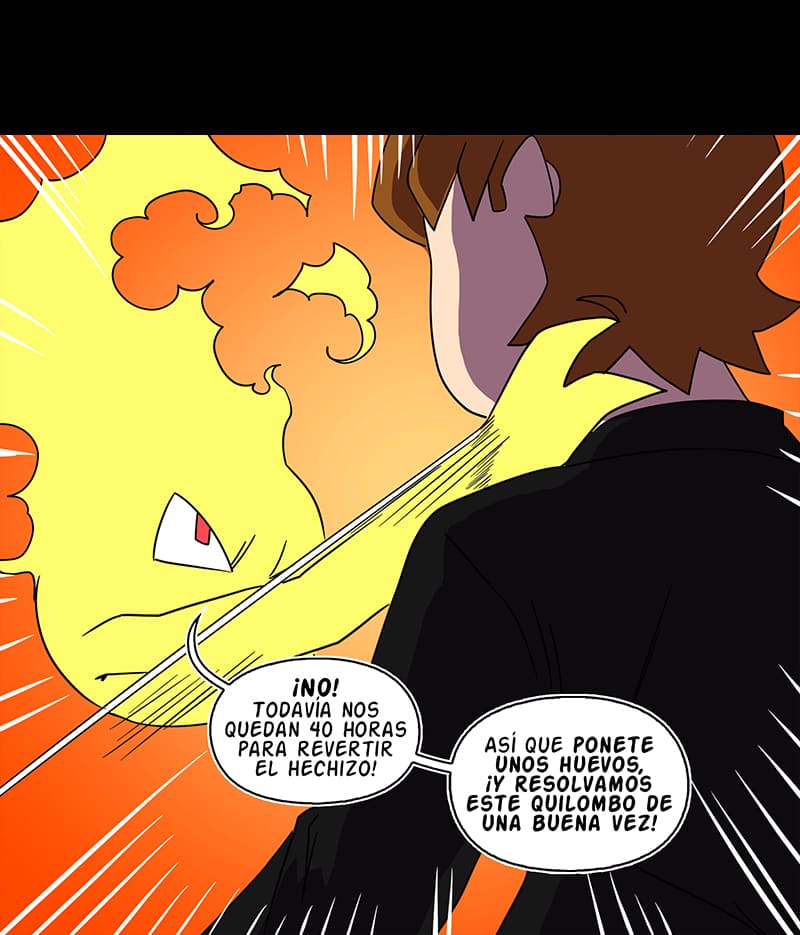 ¡NO!
TODAVÍA NOS
QUEDAN 40 HORAS
PARA REVERTIR
EL HECHIZO!
ASÍ QUE PONETE
UNOS HUEVOS,
¡Y RESOLVAMOS
ESTE QUILOMBO DE
UNA BUENA VEZ!